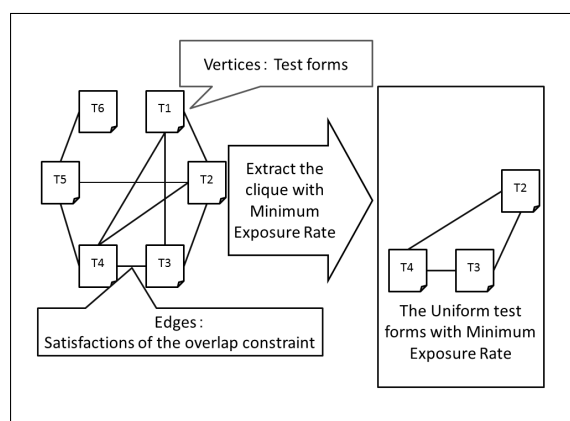 Vertices : Test forms
T6
T1
T5
T2
T4
T3
Extract the
clique with
Minimum
Exposure Rate
Edges :
Satisfactions of the overlap constraint
T2
T4
T3
The Uniform test
forms with Minimum
Exposure Rate